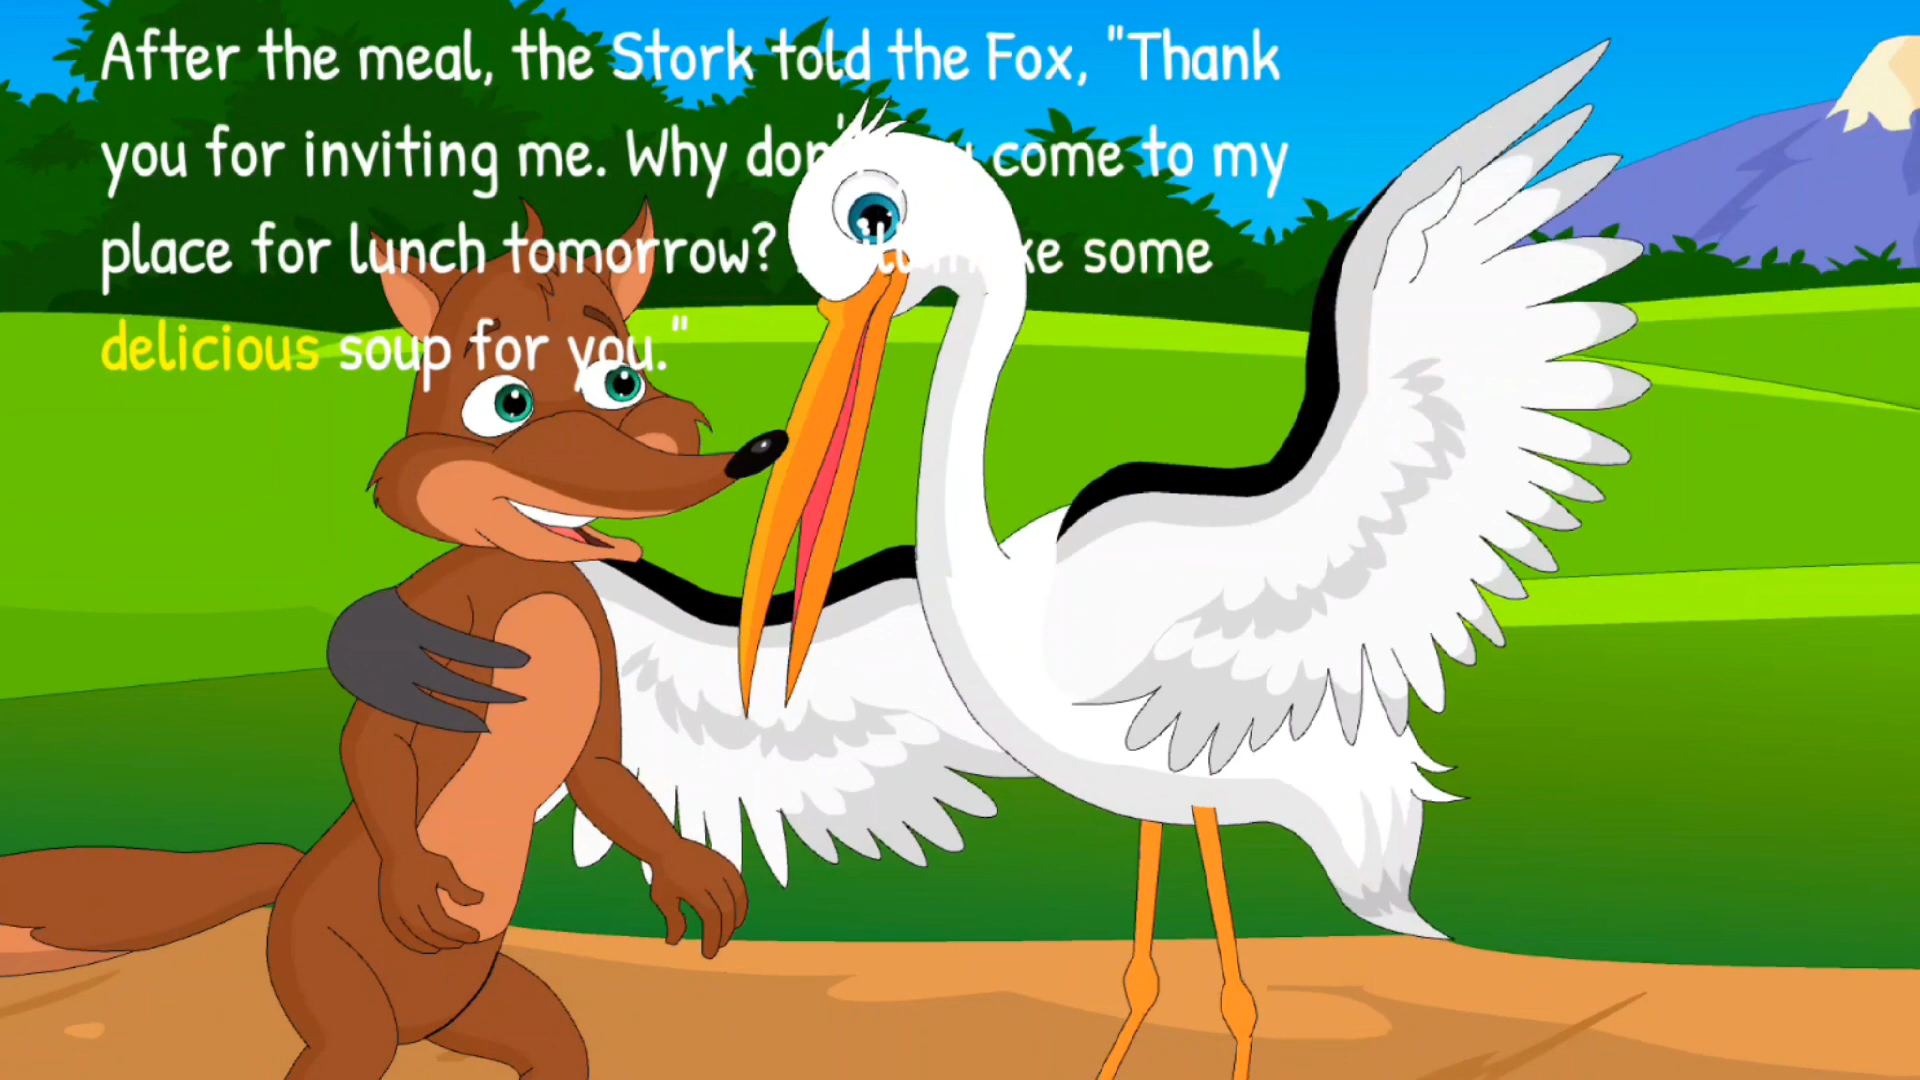 After the meal, the Stork told the Fox, "Thank
you for inviting me. Why come to my
place for lunch tomorrow? some
delicious soup for you."